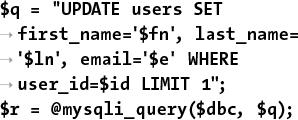 $q = "UPDATE users SET
→ first_name='$fn', last_name=
→ '$ln', email='$e' WHERE
→ user_id=$id LIMIT 1";
$r = @mysqli_query($dbc, $q);